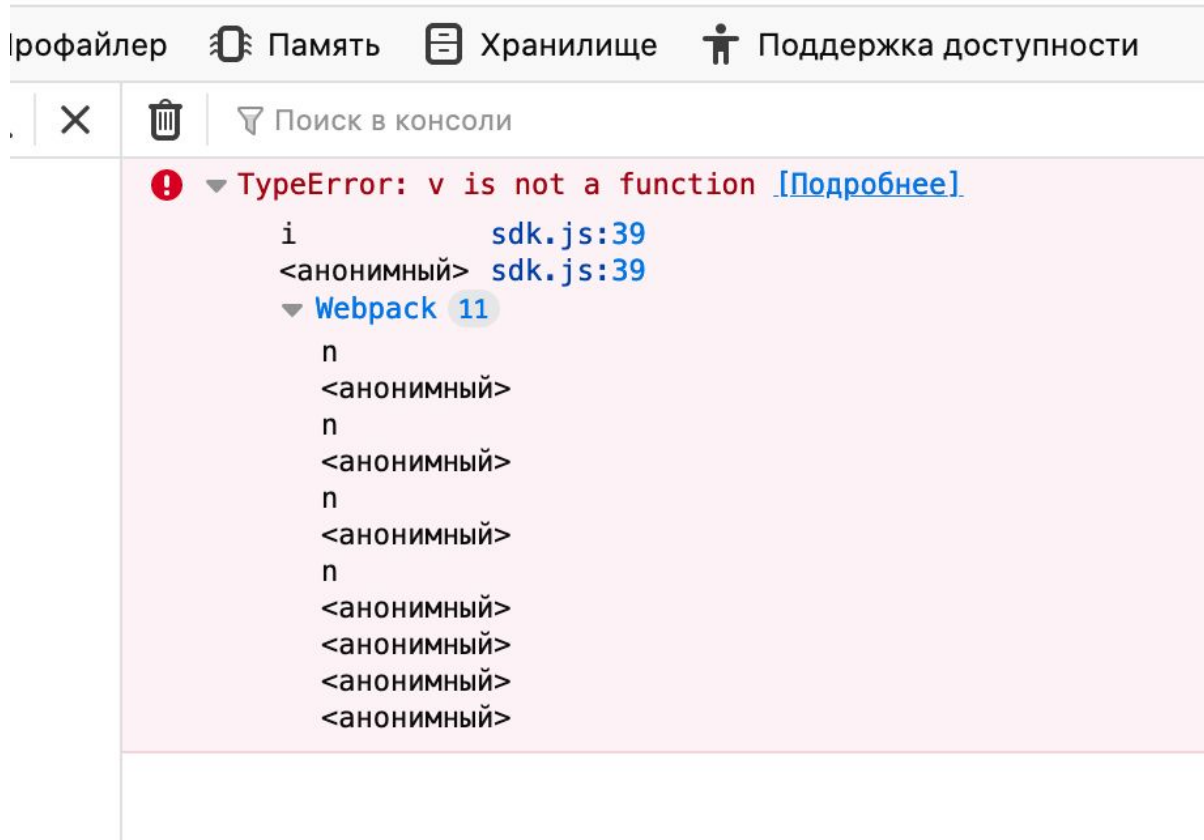 рофайлер Память Хранилище Поддержка доступности
Поиск в консоли
TypeError: v is not a function [Подробнее]
i sdk.js:39
<анонимный> sdk.js:39
Webpack 11
n
<анонимный>
n
<анонимный>
n
<анонимный>
n
<анонимный>
<анонимный>
<анонимный>
<анонимный>